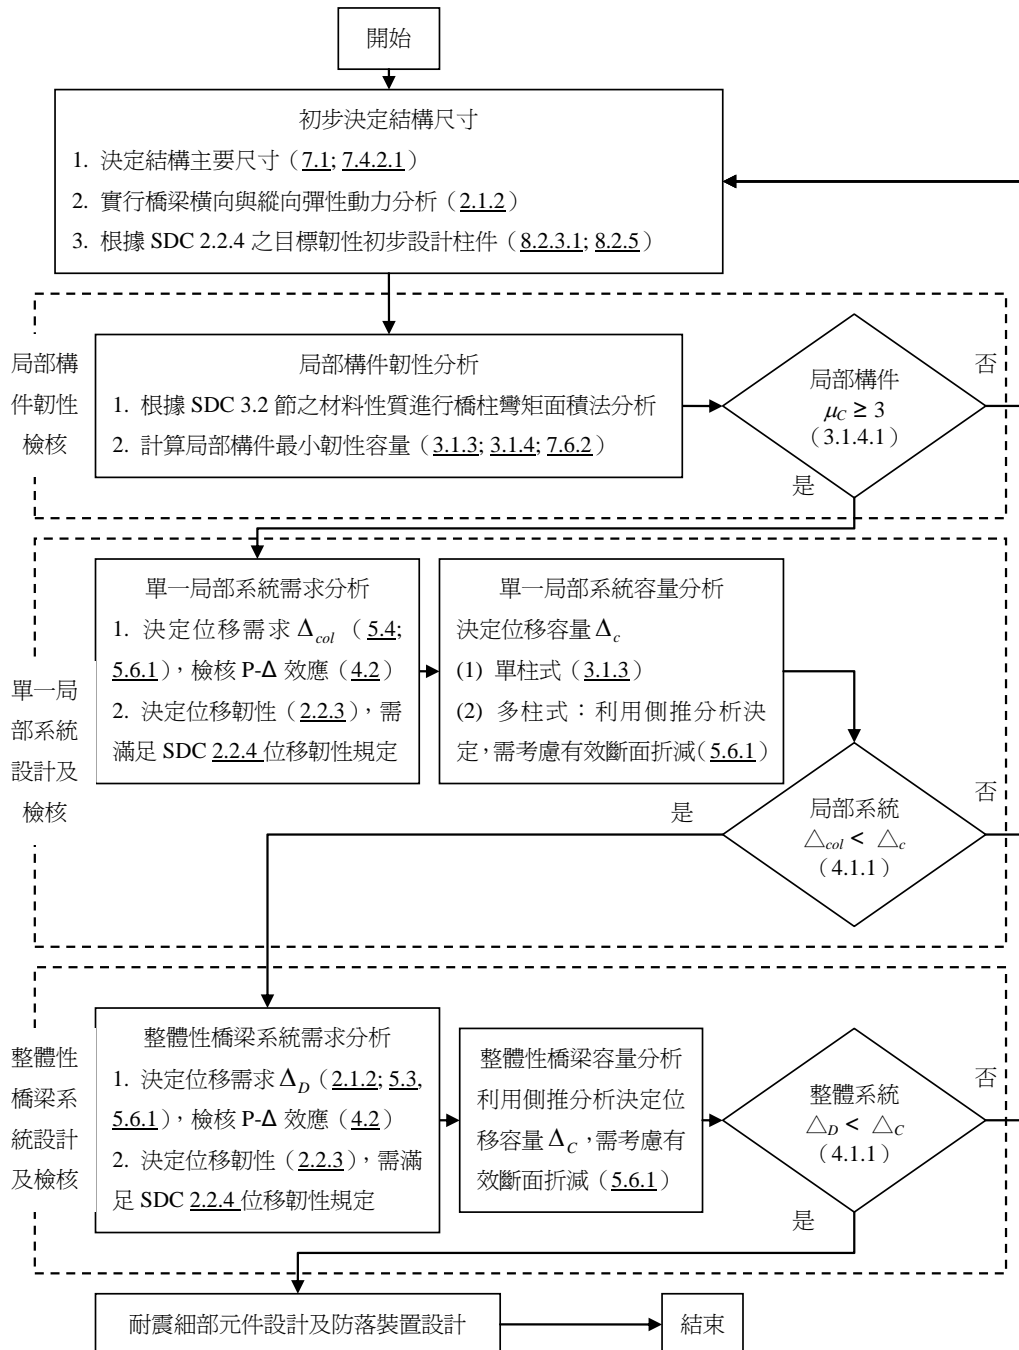 開始
初步決定結構尺寸
1. 決定結構主要尺寸（7.1; 7.4.2.1）
2. 實行橋梁橫向與縱向彈性動力分析（2.1.2）
3. 根據 SDC 2.2.4 之目標韌性初步設計柱件（8.2.3.1; 8.2.5）
局部構
件韌性
檢核
局部構件韌性分析
1. 根據 SDC 3.2 節之材料性質進行橋柱彎矩面積法分析
2. 計算局部構件最小韌性容量（3.1.3; 3.1.4; 7.6.2）
局部構件
μC ≥ 3
(3.1.4.1)
否
是
單一局
部系統
設計及
檢核
單一局部系統需求分析
1. 決定位移需求 Δcol （5.4;
5.6.1），檢核 P-Δ 效應（4.2）
2. 決定位移韌性（2.2.3），需
滿足 SDC 2.2.4 位移韌性規定
單一局部系統容量分析
決定位移容量 Δc
(1) 單柱式（3.1.3）
(2) 多柱式：利用側推分析決
定，需考慮有效斷面折減（5.6.1）
局部系統
△col < △c
（4.1.1）
否
是
整體性
橋梁系
統設計
及檢核
整體性橋梁系統需求分析
1. 決定位移需求 ΔD（2.1.2; 5.3,
5.6.1），檢核 P-Δ 效應（4.2）
2. 決定位移韌性（2.2.3），需滿
足 SDC 2.2.4 位移韌性規定
整體性橋梁容量分析
利用側推分析決定位
移容量 ΔC，需考慮有
效斷面折減（5.6.1）
整體系統
△D < △C
(4.1.1)
否
是
耐震細部元件設計及防落裝置設計
結束